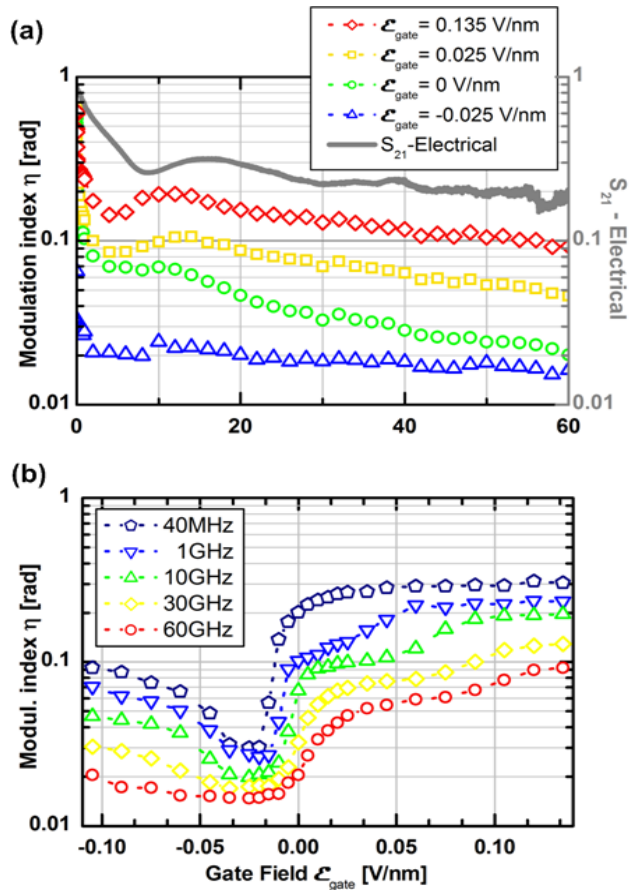 (a)
ℰgate = 0.135 V/nm
ℰgate = 0.025 V/nm
ℰgate = 0 V/nm
ℰgate = -0.025 V/nm
S21-Electrical
Modulation index η [rad]
1
0.1
0.01
1
0.1
0.01
S21 - Electrical
0 20 40 60
(b)
40MHz
1GHz
10GHz
30GHz
60GHz
Modul. index η [rad]
1
0.1
0.01
-0.10 -0.05 0.00 0.05 0.10
Gate Field ℰgate [V/nm]